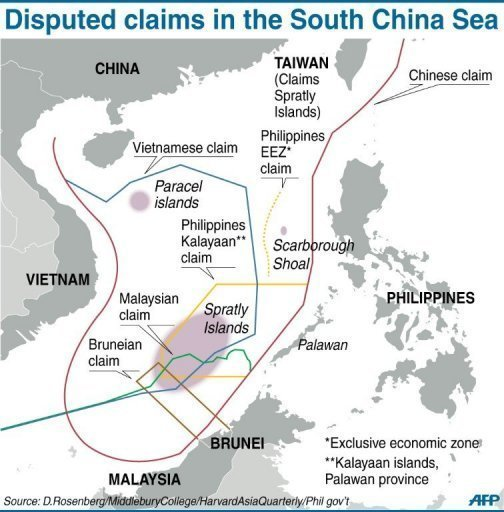 Disputed claims in the South China Sea
CHINA
TAIWAN
(Claims
Spratly
Islands)
Chinese claim
Vietnamese claim
Philippines
EEZ*
claim
Paracel
islands
Philippines
Kalayaan**
claim
Scarborough
Shoal
VIETNAM
Malaysian
claim
Spratly
Islands
PHILIPPINES
Bruneian
claim
Palawan
BRUNEI
MALAYSIA
*Exclusive economic zone
**Kalayaan islands,
Palawan province
Source: D.Rosenberg/MiddleburyCollege/HarvardAsiaQuarterly/Phil gov't
AFP